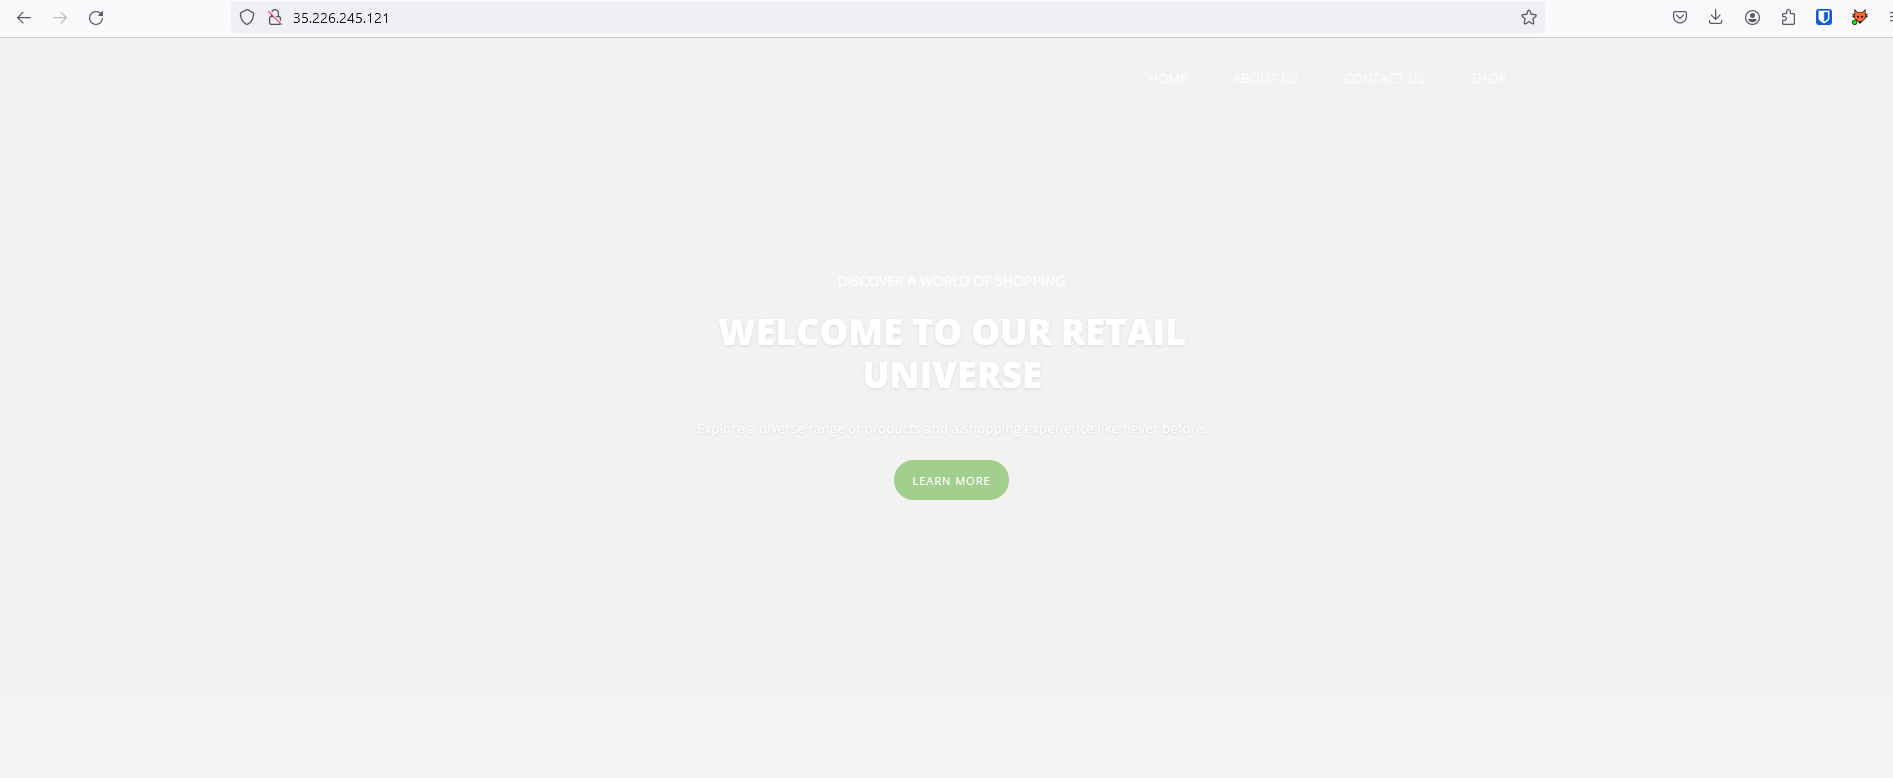 35.226.245.121
HOME ABOUT US CONTACT US SHOP
DISCOVER A WORLD OF SHOPPING
WELCOME TO OUR RETAIL
UNIVERSE
Explore a diverse range of products and a shopping experience like never before.
LEARN MORE